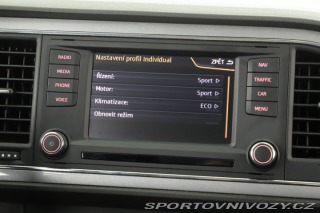 Nastavení profil Individual
ZPĚT
Řízení:
Sport
Motor:
Sport
Klimatizace:
ECO
Obnovit režim
RADIO
MEDIA
PHONE
VOICE
NAV
TRAFFIC
CAR
MENU
SPORTOVNIVOZY.CZ